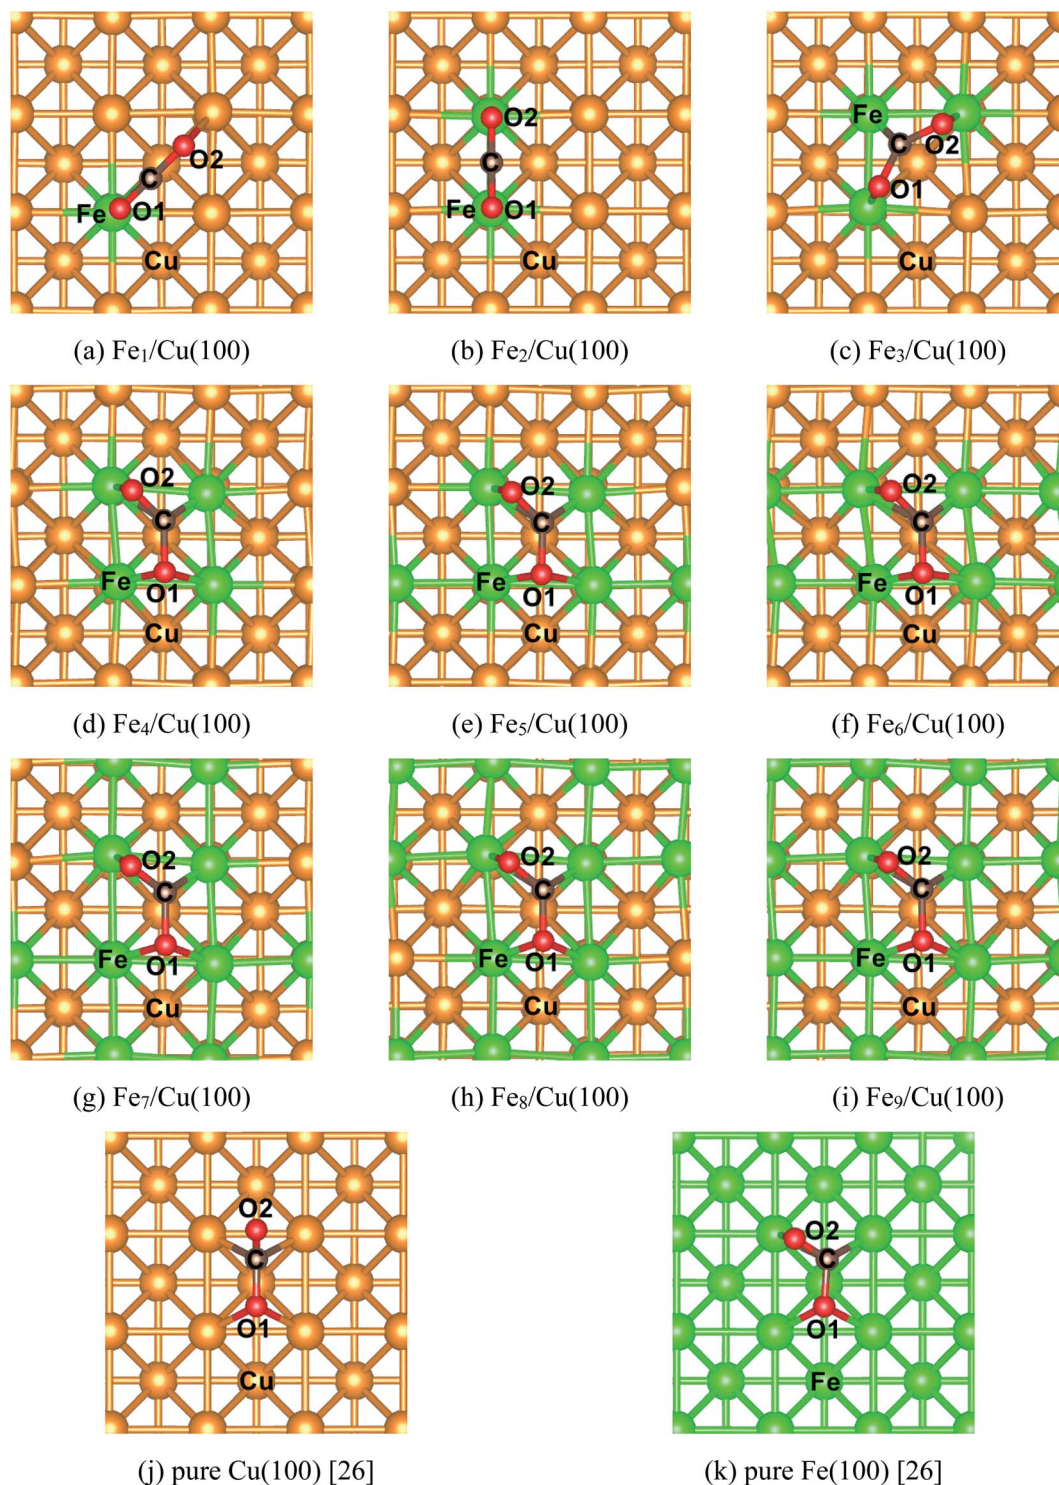 O2
C
Fe O1
Cu
O2
C
Fe O1
Cu
Fe
C O2
O1
Cu
(a) Fe₁/Cu(100)
(b) Fe₂/Cu(100)
(c) Fe₃/Cu(100)
O2
C
Fe O1
Cu
O2
C
Fe O1
Cu
O2
C
Fe O1
Cu
(d) Fe₄/Cu(100)
(e) Fe₅/Cu(100)
(f) Fe₆/Cu(100)
O2
C
Fe O1
Cu
O2
C
Fe O1
Cu
O2
C
Fe O1
Cu
(g) Fe₇/Cu(100)
(h) Fe₈/Cu(100)
(i) Fe₉/Cu(100)
O2
C
O1
Cu
O2
C
O1
Fe
(j) pure Cu(100) [26]
(k) pure Fe(100) [26]